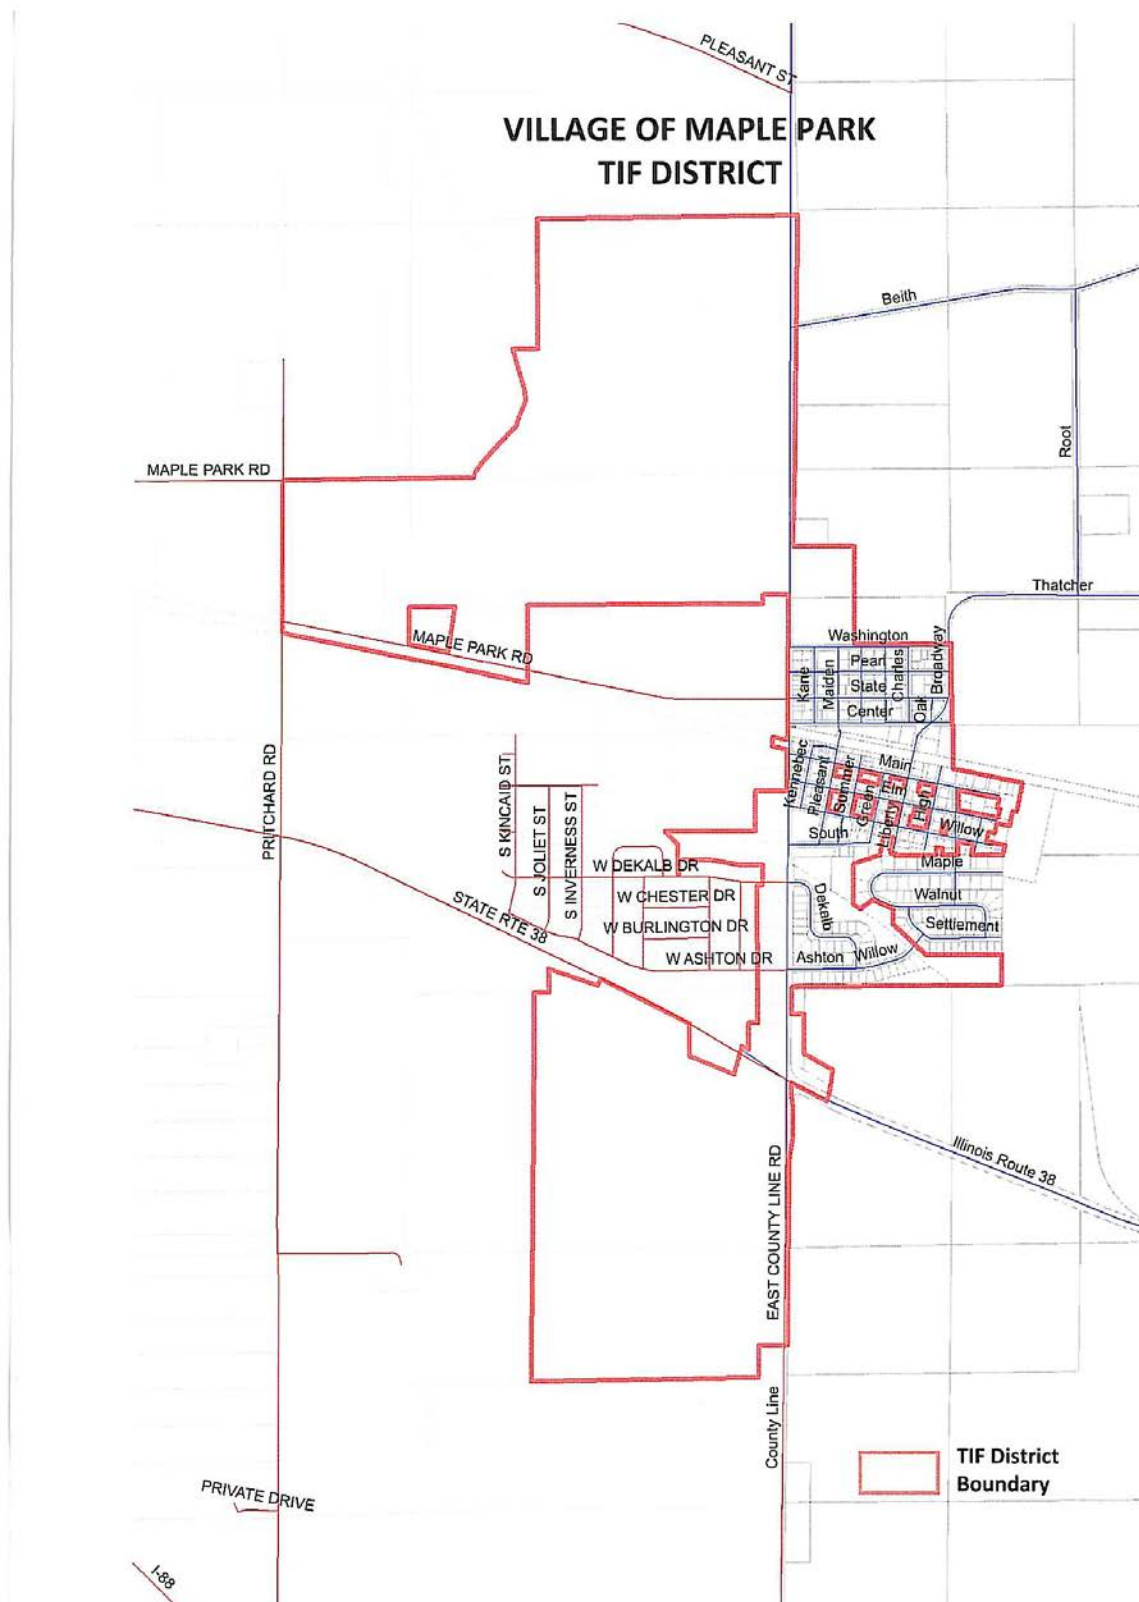 PLEASANT ST
VILLAGE OF MAPLE PARK
TIF DISTRICT
Beith
Root
MAPLE PARK RD
Thatcher
MAPLE PARK RD
Washington
Pearl
State
Center
Kane
Maiden
Charles
Oak
Broadway
PRITCHARD RD
S KINCAID ST
S JOLIET ST
S INVERNESS ST
Kennebec
Pleasant
Summer
Green
Main
Elm
Liberty
High
South
Willow
W DEKALB DR
Maple
W CHESTER DR
Walnut
Dekalb
STATE RTE 38
W BURLINGTON DR
Settlement
W ASHTON DR
Ashton
Willow
Illinois Route 38
EAST COUNTY LINE RD
County Line
TIF District
Boundary
PRIVATE DRIVE
I-88